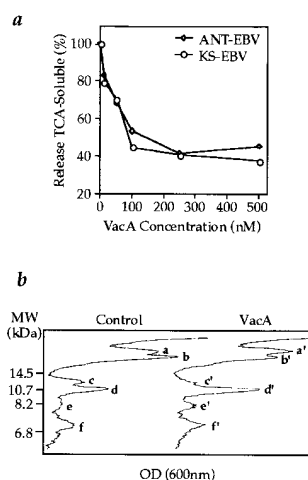 a
Release TCA-Soluble (%)
100
80
60
40
20
ANT-EBV
KS-EBV
0 100 200 300 400 500
VacA Concentration (nM)
b
MW
(kDa)
Control
VacA
14.5
10.7
8.2
6.8
a
b
c
d
e
f
a'
b'
c'
d'
e'
f'
OD (600nm)